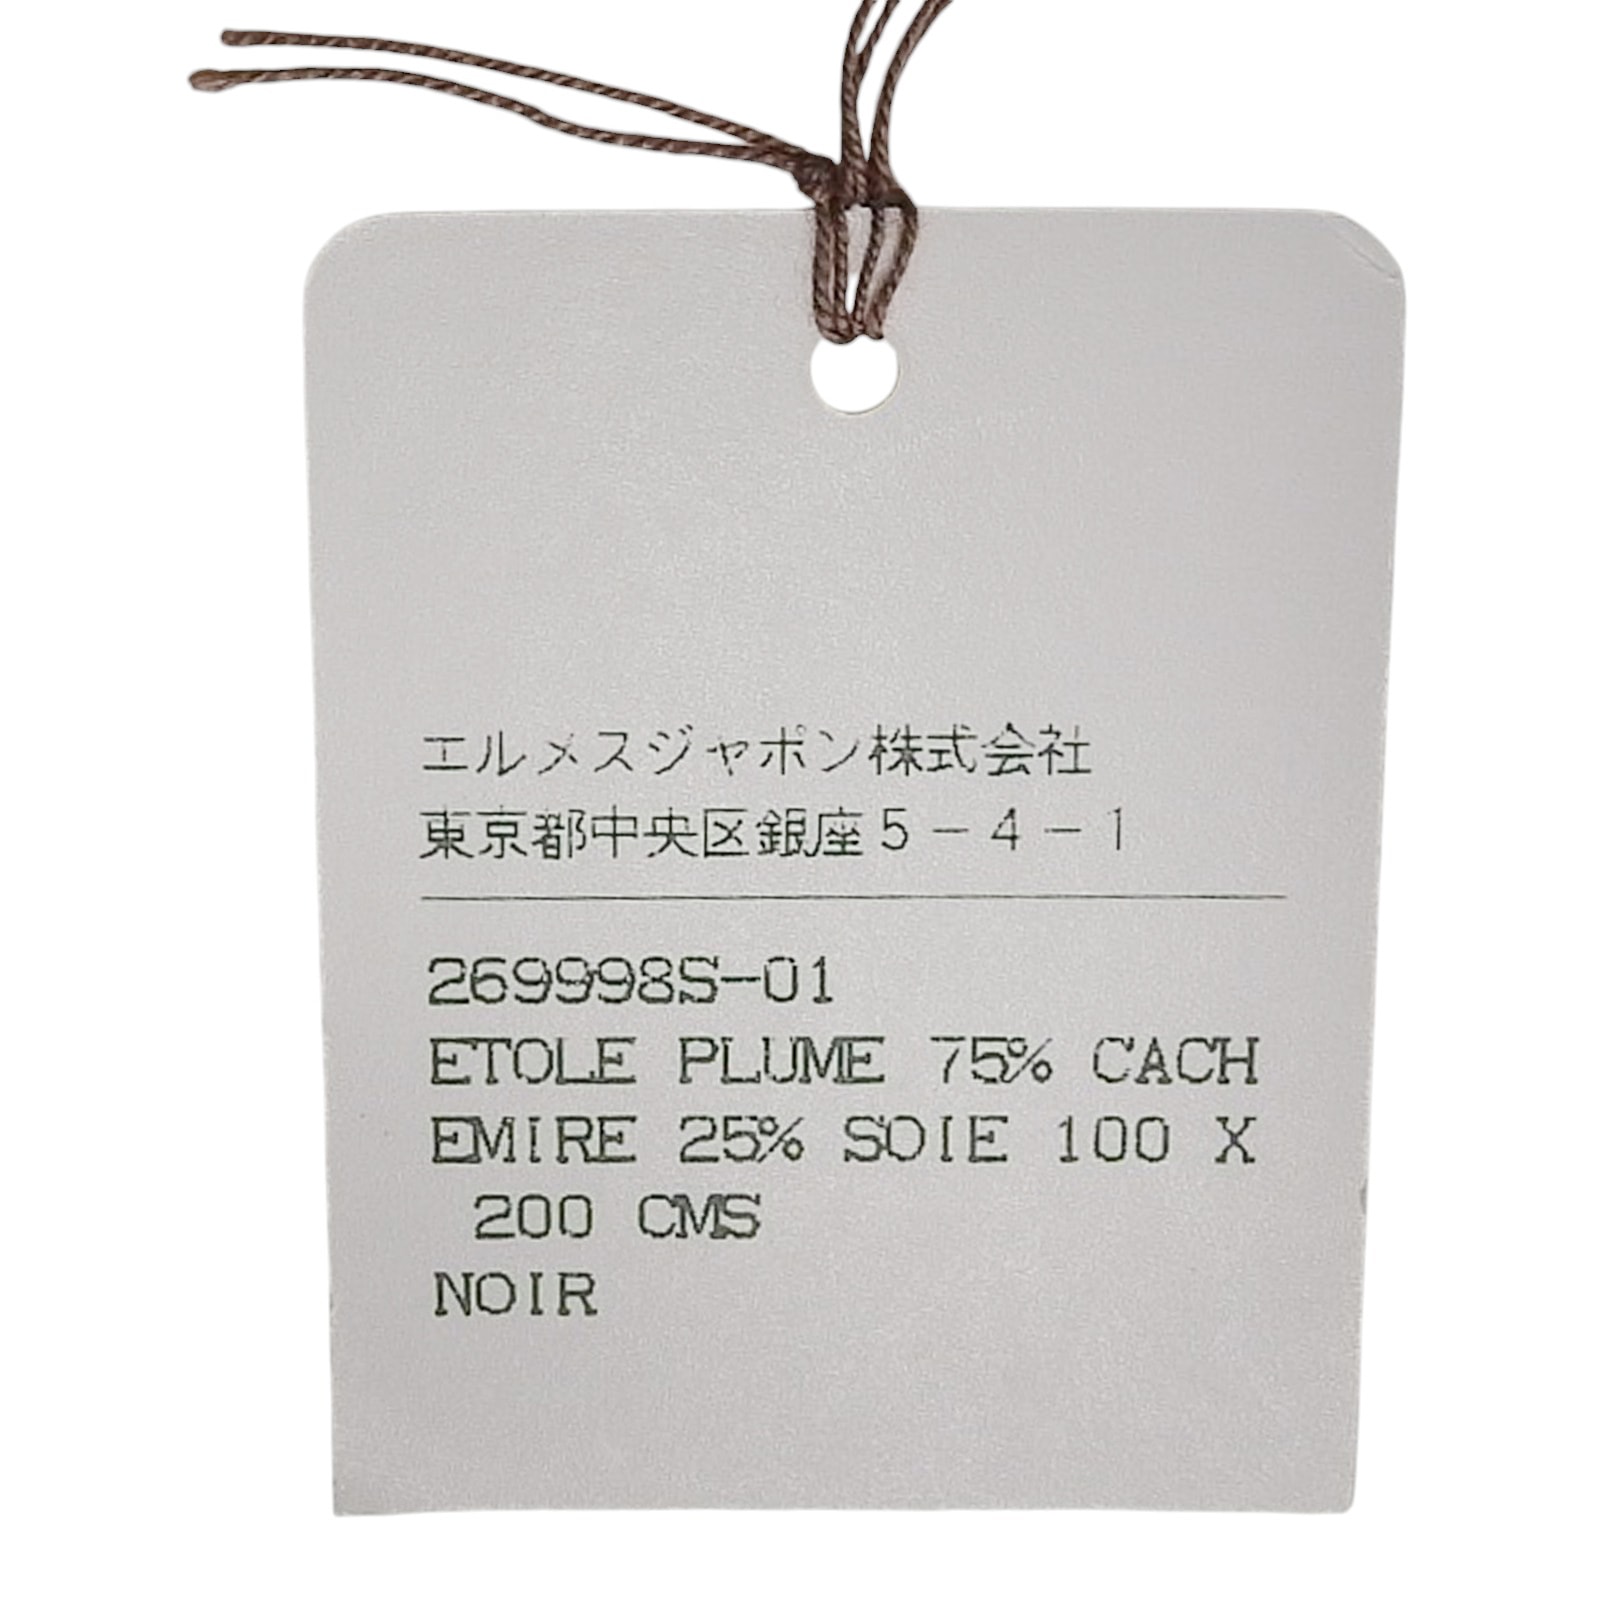 エルメスジャポン株式会社
東京都中央区銀座5－4－1
269998S-01
ETOLE PLUME 75% CACH
EMIRE 25% SOIE 100 X
200 CMS
NOIR